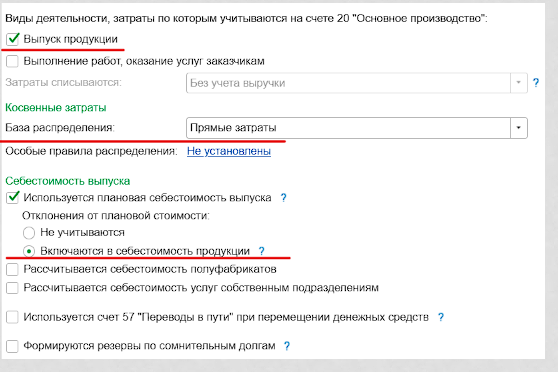 Виды деятельности, затраты по которым учитываются на счете 20 "Основное производство":
Выпуск продукции
Выполнение работ, оказание услуг заказчикам
Затраты списываются: Без учета выручки ?
Косвенные затраты
База распределения: Прямые затраты
Особые правила распределения: Не установлены
Себестоимость выпуска
Используется плановая себестоимость выпуска ?
Отклонения от плановой стоимости:
Не учитываются
Включаются в себестоимость продукции ?
Рассчитывается себестоимость полуфабрикатов
Рассчитывается себестоимость услуг собственным подразделениям
Используется счет 57 "Переводы в пути" при перемещении денежных средств ?
Формируются резервы по сомнительным долгам ?